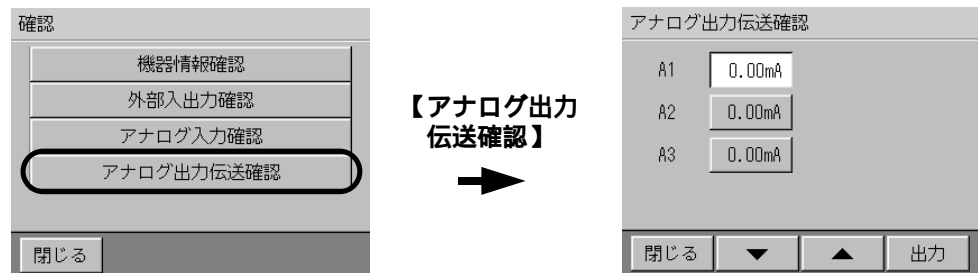 確認
機器情報確認
外部入出力確認
アナログ入力確認
アナログ出力伝送確認
閉じる
【アナログ出力
伝送確認】
アナログ出力伝送確認
A1 0.00mA
A2 0.00mA
A3 0.00mA
閉じる ▼ ▲ 出力